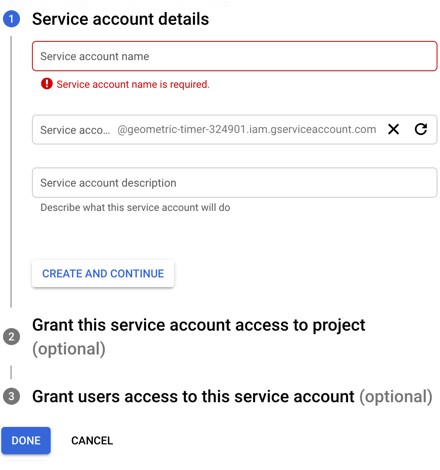 1 Service account details
Service account name
Service account name is required.
Service acco... @geometric-timer-324901.iam.gserviceaccount.com
Service account description
Describe what this service account will do
CREATE AND CONTINUE
2 Grant this service account access to project
(optional)
3 Grant users access to this service account (optional)
DONE CANCEL